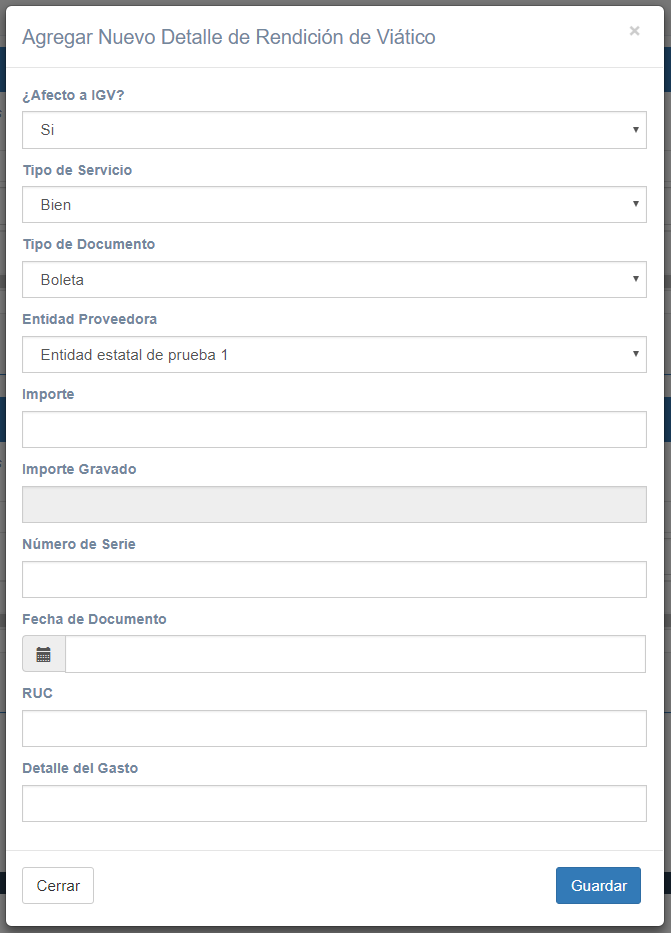 Agregar Nuevo Detalle de Rendición de Viático
×
¿Afecto a IGV?
Si
Tipo de Servicio
Bien
Tipo de Documento
Boleta
Entidad Proveedora
Entidad estatal de prueba 1
Importe
Importe Gravado
Número de Serie
Fecha de Documento
RUC
Detalle del Gasto
Cerrar
Guardar